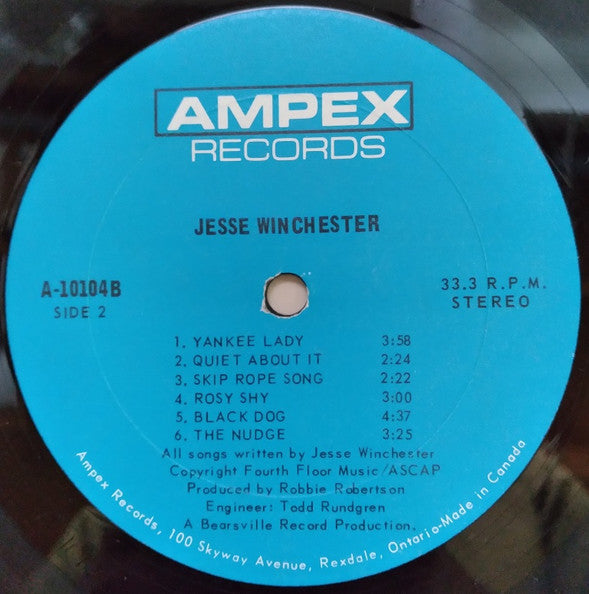 AMPEX
RECORDS
JESSE WINCHESTER
A-10104B
SIDE 2
33.3 R.P.M.
STEREO
1. YANKEE LADY 3:58
2. QUIET ABOUT IT 2:24
3. SKIP ROPE SONG 2:22
4. ROSY SHY 3:00
5. BLACK DOG 4:37
6. THE NUDGE 3:25
All songs written by Jesse Winchester
Copyright Fourth Floor Music/ASCAP
Produced by Robbie Robertson
Engineer: Todd Rundgren
A Bearsville Record Production.
Ampex Records, 100 Skyway Avenue, Rexdale, Ontario-Made in Canada